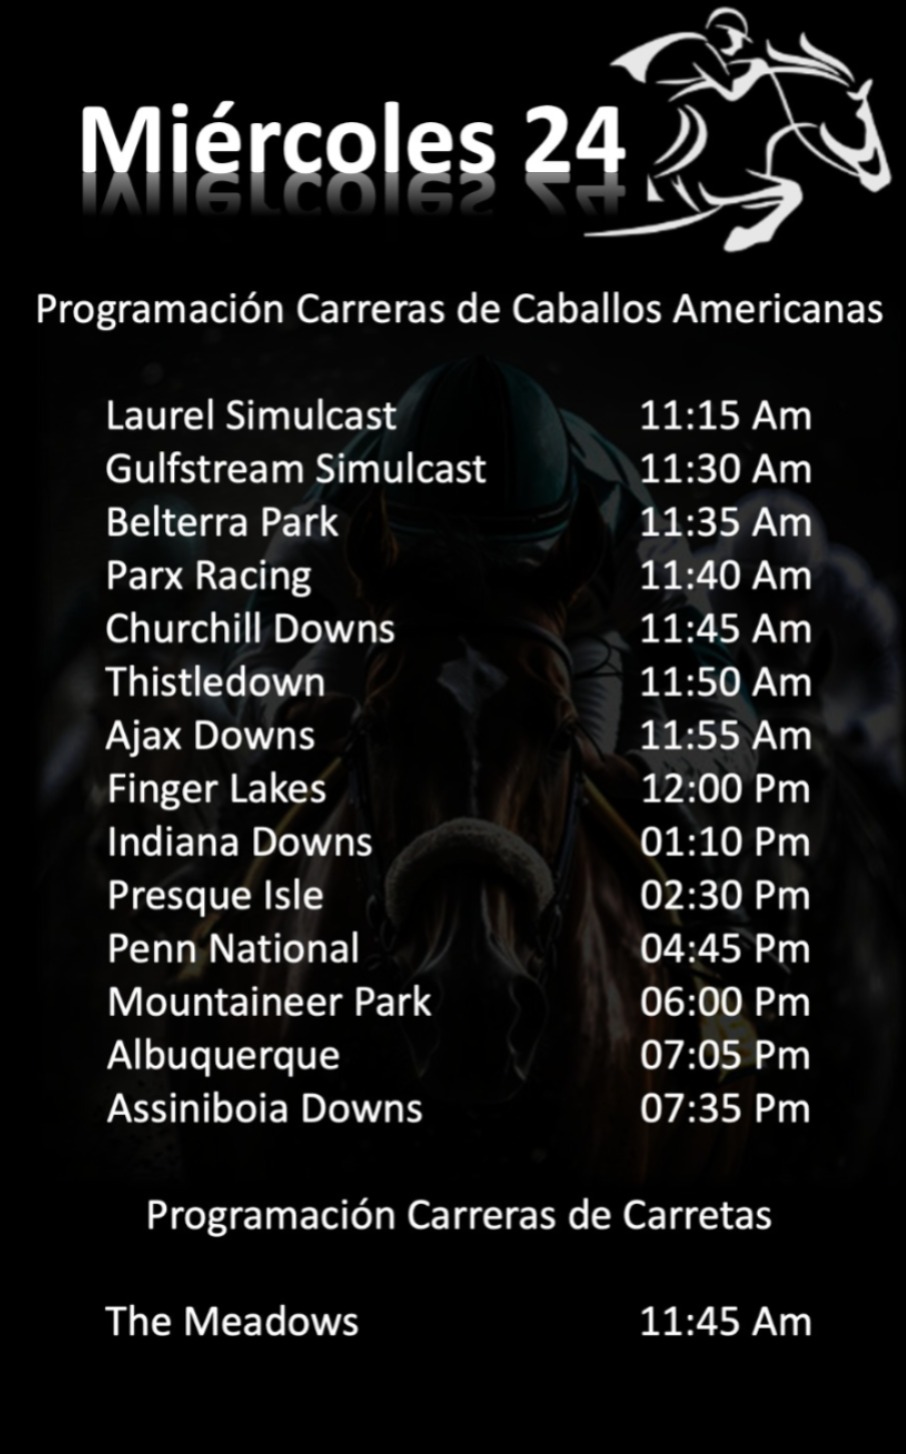 Miércoles 24
Programación Carreras de Caballos Americanas
Laurel Simulcast 11:15 Am
Gulfstream Simulcast 11:30 Am
Belterra Park 11:35 Am
Parx Racing 11:40 Am
Churchill Downs 11:45 Am
Thistledown 11:50 Am
Ajax Downs 11:55 Am
Finger Lakes 12:00 Pm
Indiana Downs 01:10 Pm
Presque Isle 02:30 Pm
Penn National 04:45 Pm
Mountaineer Park 06:00 Pm
Albuquerque 07:05 Pm
Assiniboia Downs 07:35 Pm
Programación Carreras de Carretas
The Meadows 11:45 Am